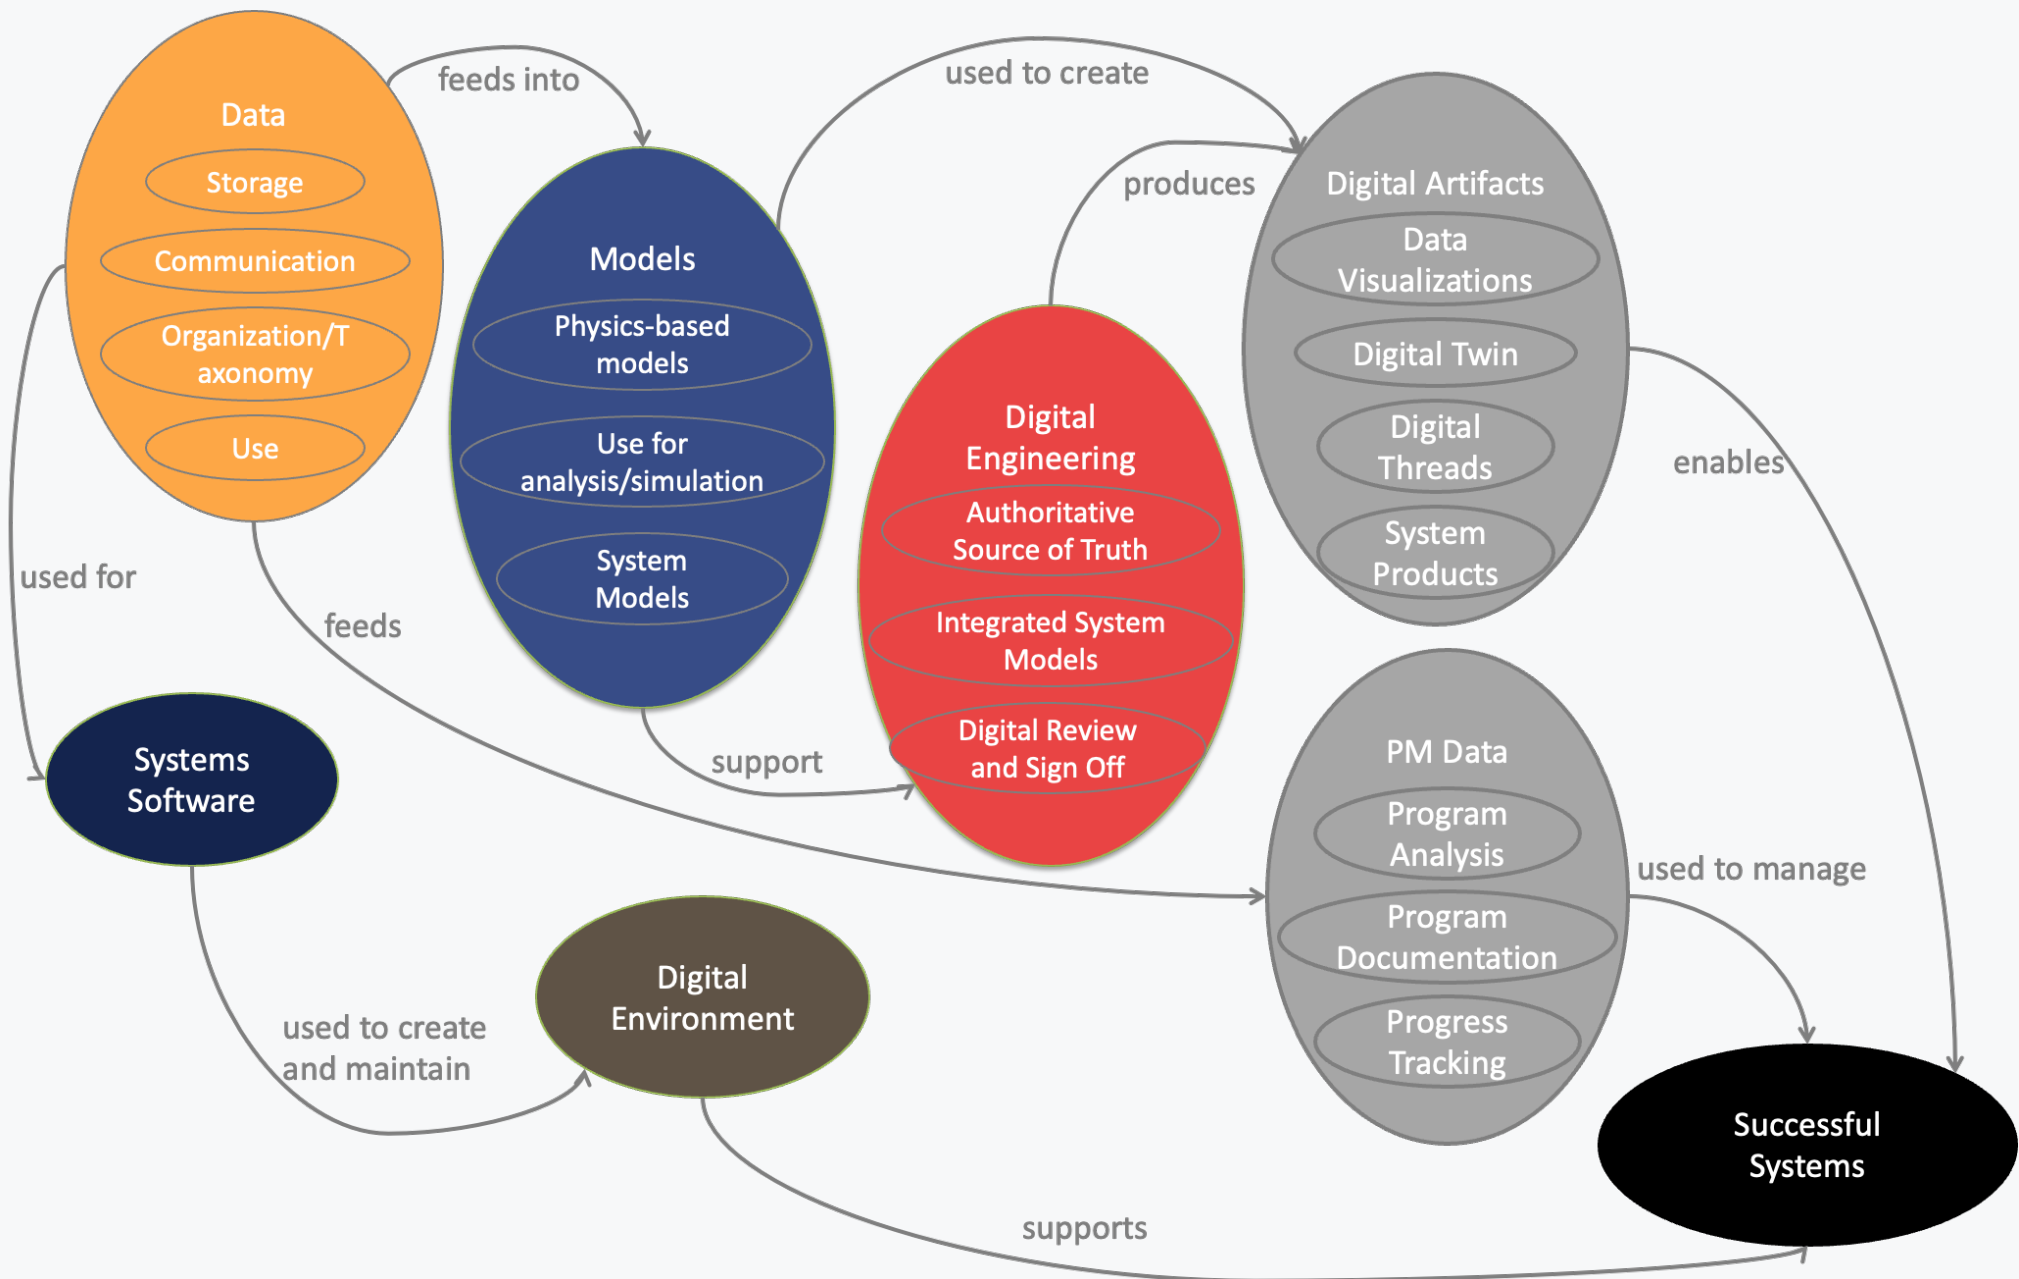 feeds into
used to create
Data
Storage
Communication
Organization/T
axonomy
Use
Models
Physics-based
models
Use for
analysis/simulation
System
Models
produces
Digital
Engineering
Authoritative
Source of Truth
Integrated System
Models
Digital Review
and Sign Off
Digital Artifacts
Data
Visualizations
Digital Twin
Digital
Threads
System
Products
enables
used for
feeds
support
Systems
Software
PM Data
Program
Analysis
Program
Documentation
Progress
Tracking
used to manage
Digital
Environment
used to create
and maintain
Successful
Systems
supports